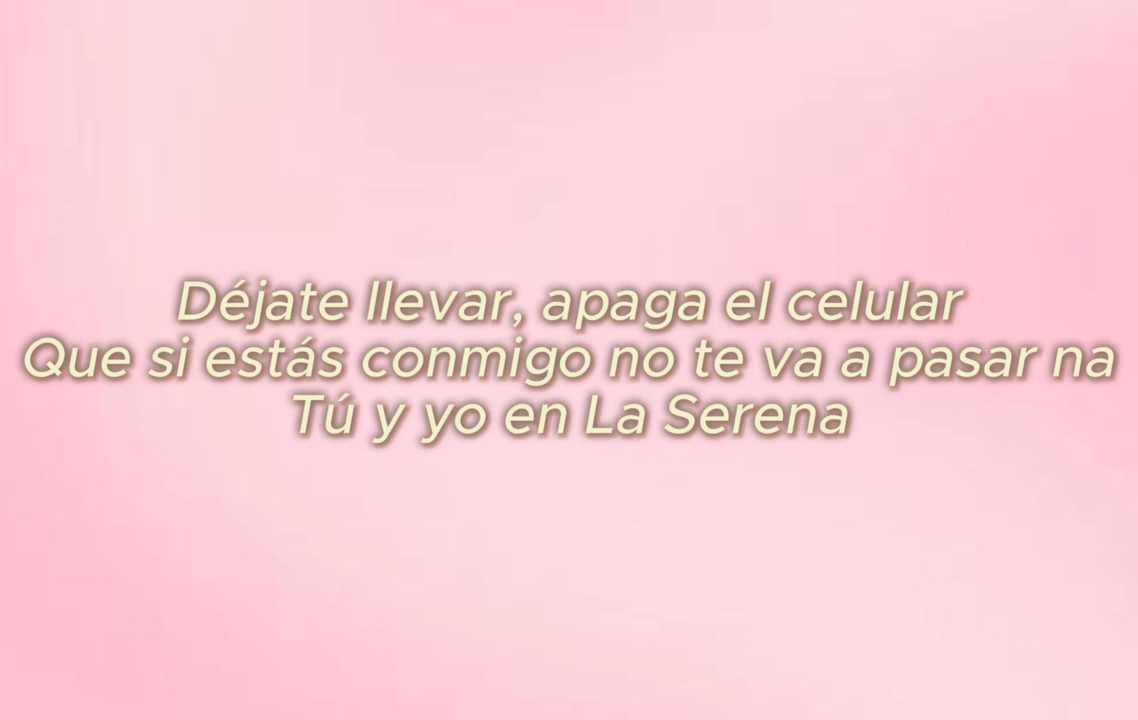 Déjate llevar, apaga el celular
Que si estás conmigo no te va a pasar na
Tú y yo en La Serena